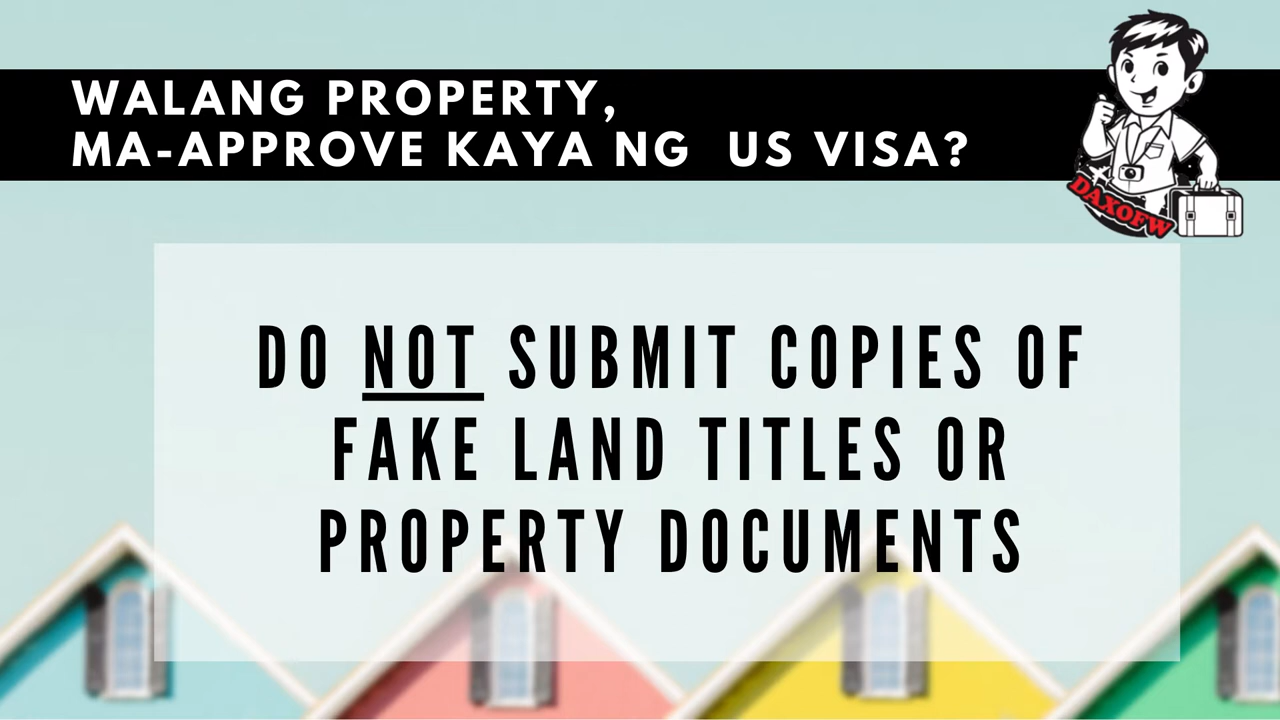 WALANG PROPERTY,
MA-APPROVE KAYA NG US VISA?
DAXOFW
DO NOT SUBMIT COPIES OF
FAKE LAND TITLES OR
PROPERTY DOCUMENTS